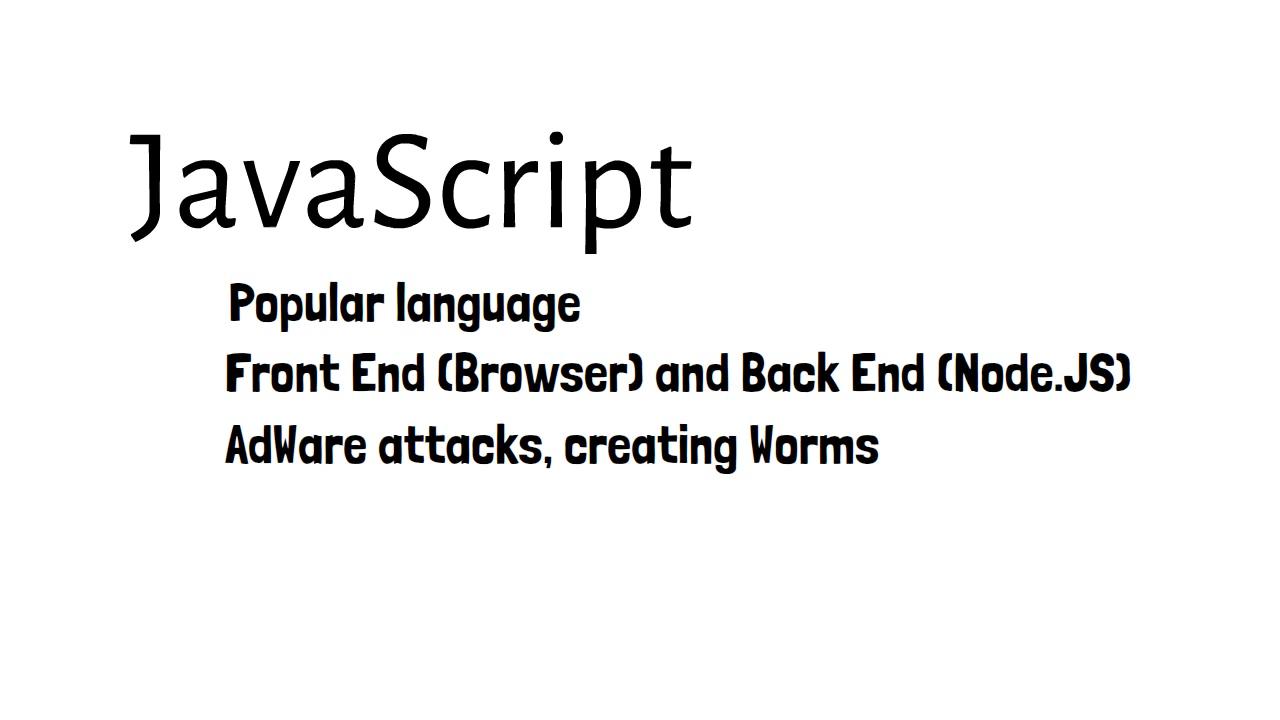 JavaScript
Popular language
Front End (Browser) and Back End (Node.JS)
AdWare attacks, creating Worms